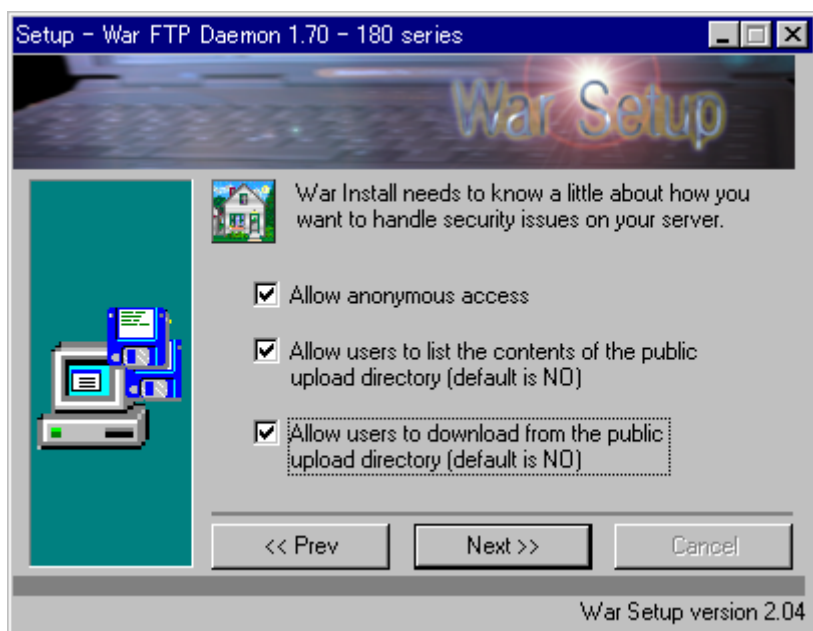 Setup - War FTP Daemon 1.70 - 180 series
War Setup
War Install needs to know a little about how you
want to handle security issues on your server.
Allow anonymous access
Allow users to list the contents of the public
upload directory (default is NO)
Allow users to download from the public
upload directory (default is NO)
<< Prev
Next >>
Cancel
War Setup version 2.04